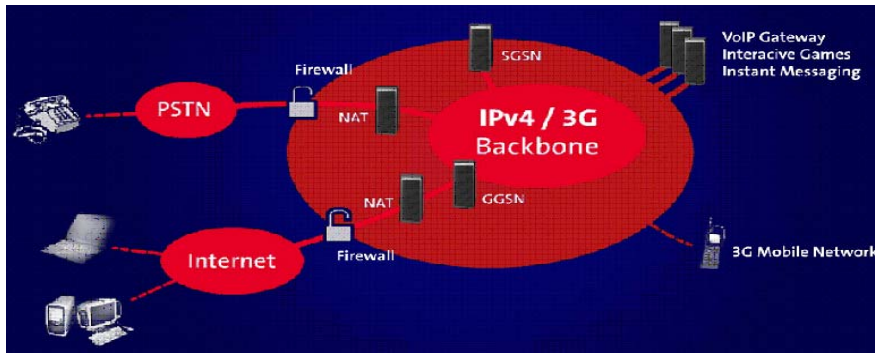 VoIP Gateway
Interacive Games
Instant Messaging
SGSN
Firewall
PSTN
NAT
IPv4 / 3G
Backbone
NAT
GGSN
Internet
Firewall
3G Mobile Network